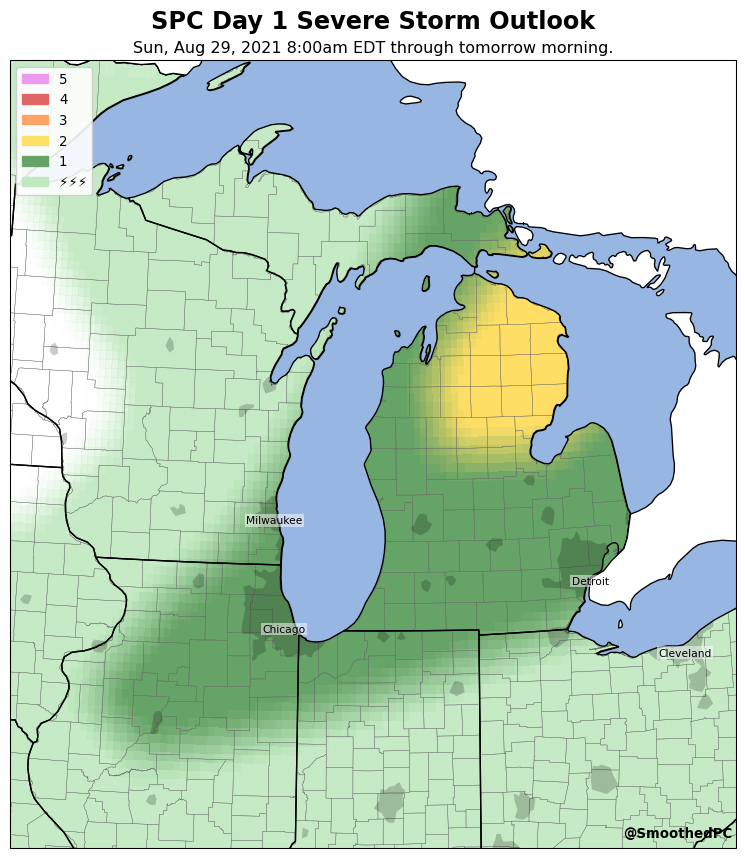 SPC Day 1 Severe Storm Outlook
Sun, Aug 29, 2021 8:00am EDT through tomorrow morning.
5
4
3
2
1
⚡⚡⚡
Milwaukee
Detroit
Chicago
Cleveland
@SmoothedPC